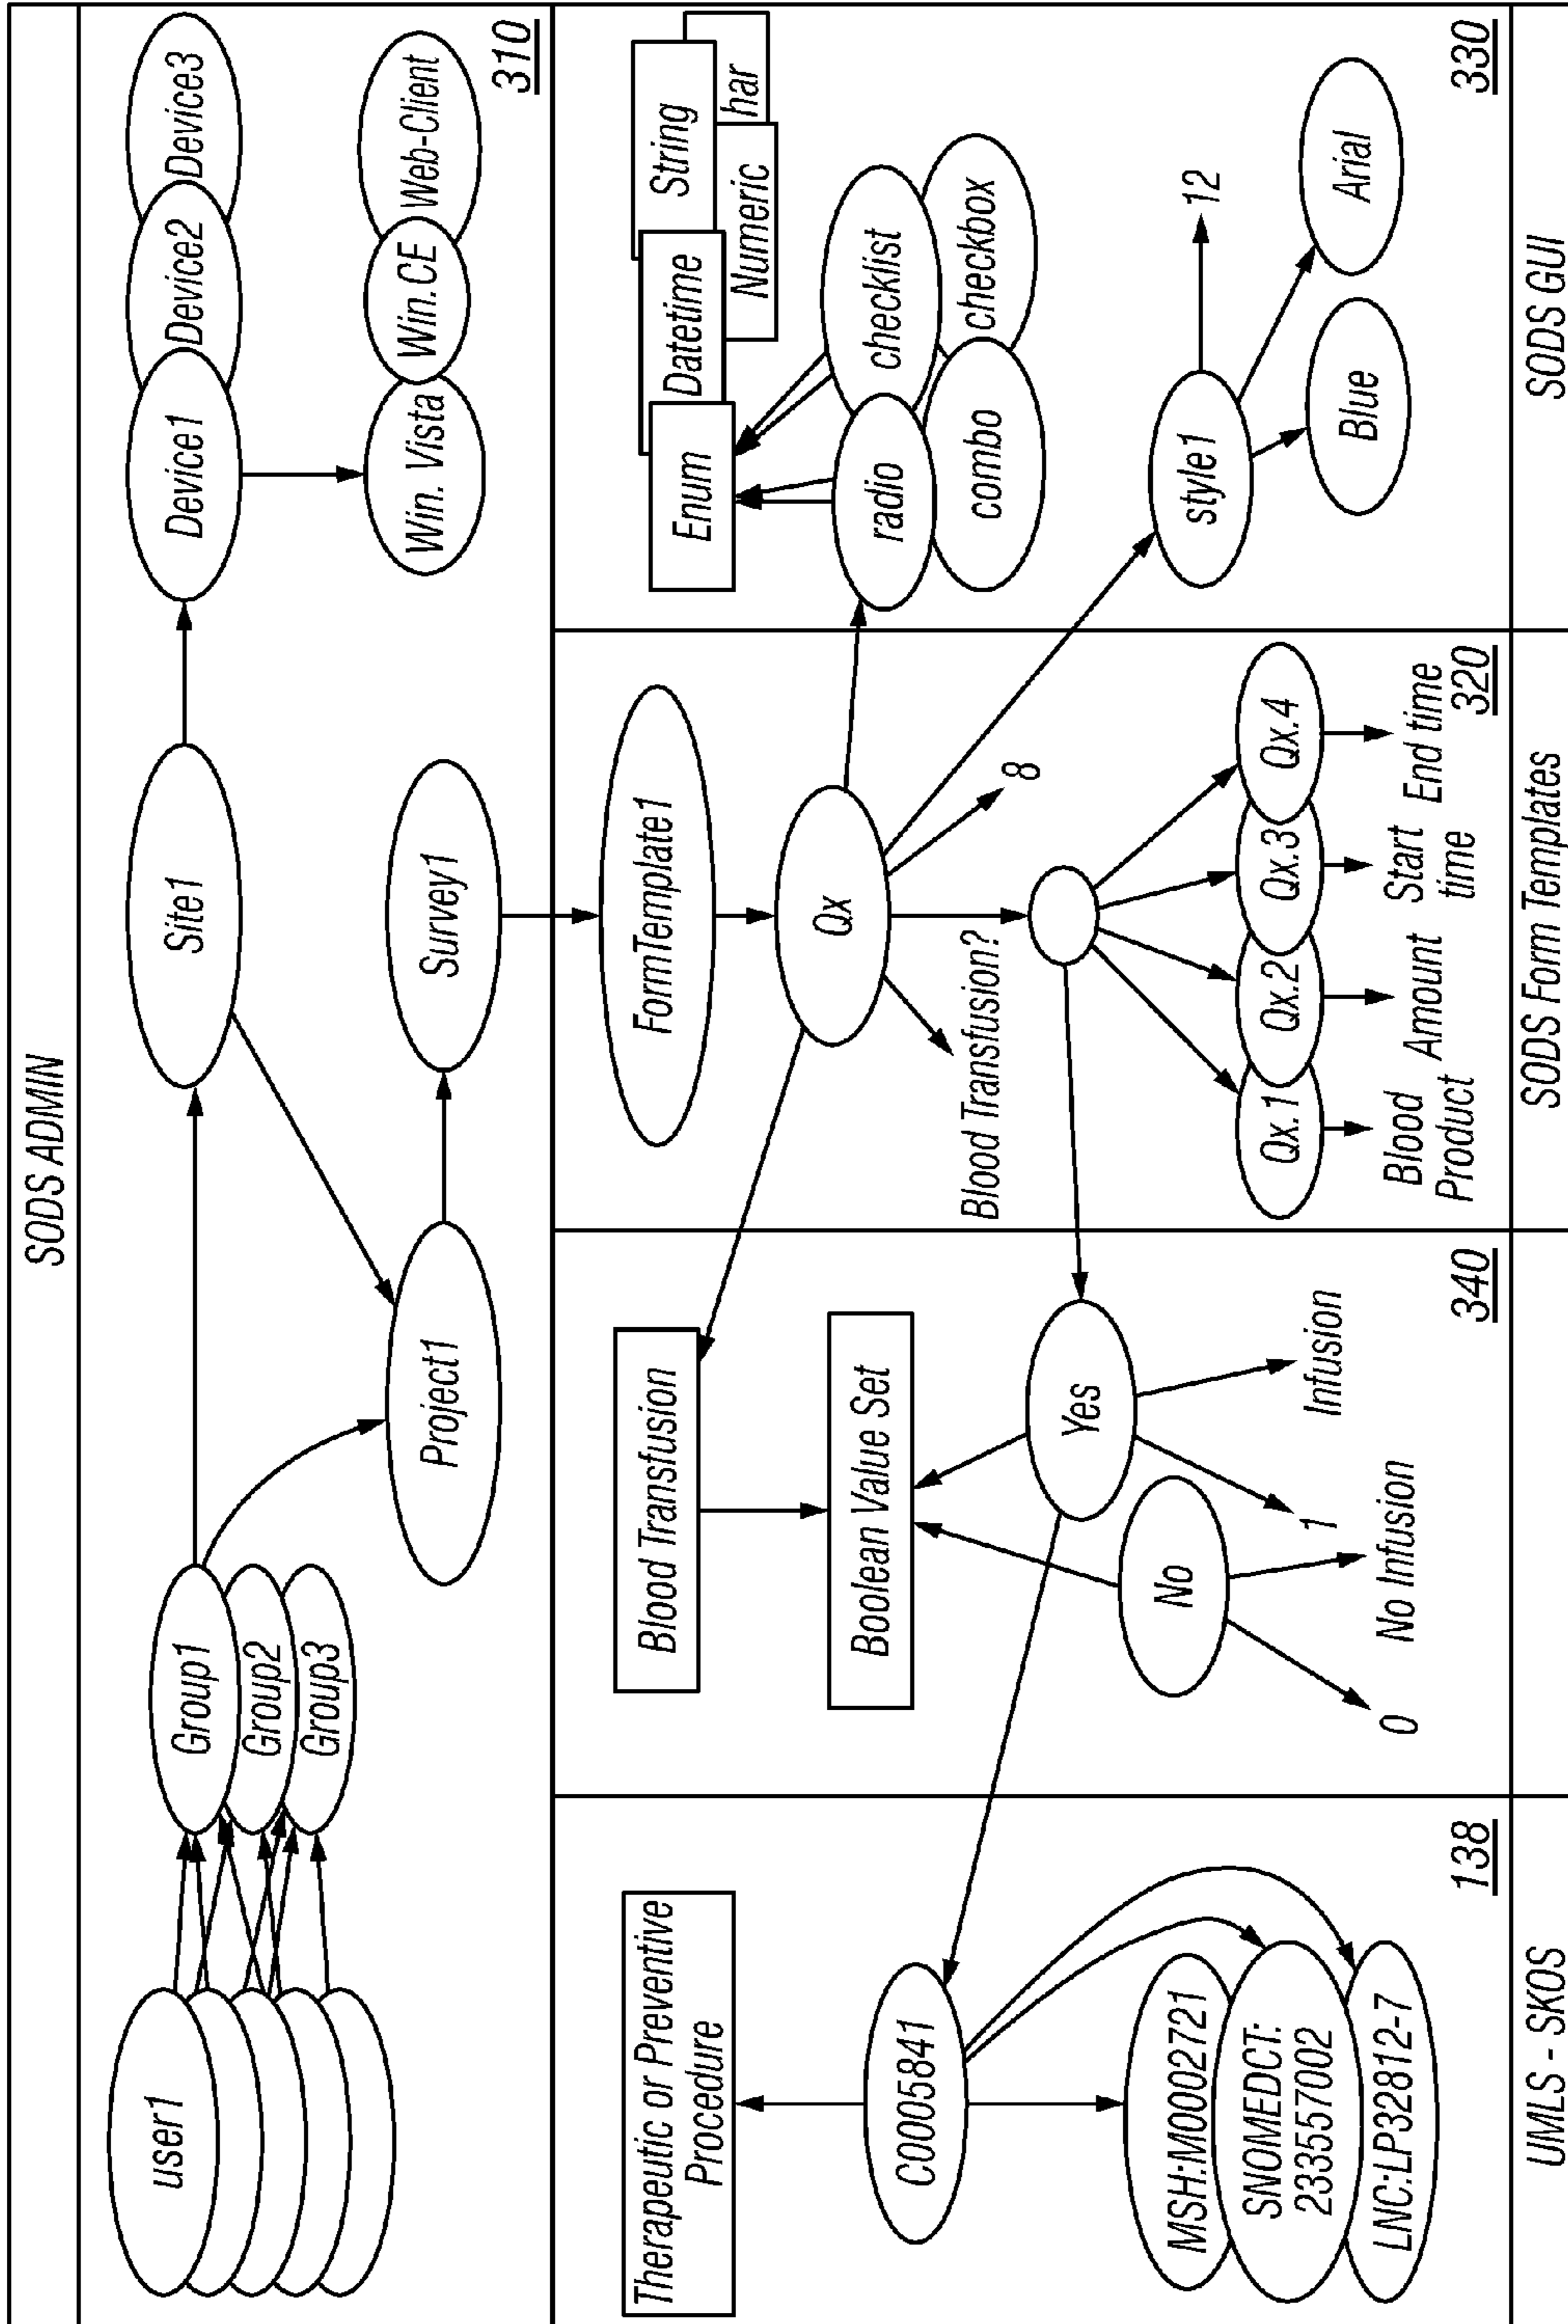 SODS ADMIN
user1
Group1
Group2
Group3
Site1
Project1
Survey1
Device1
Device2
Device3
Win. Vista
Win.CE
Web-Client
310
Therapeutic or Preventive
Procedure
C0005841
MSH:M0002721
SNOMEDCT:
233557002
LNC:LP32812-7
138
UMLS - SKOS
Blood Transfusion
Boolean Value Set
Yes
No
0
No Infusion
1
Infusion
340
FormTemplate1
Qx
Blood Transfusion?
8
Qx.1
Qx.2
Qx.3
Qx.4
Blood
Product
Amount
Start
time
End time
320
SODS Form Templates
Enum
Datetime
String
Numeric
har
radio
checklist
combo
checkbox
style1
12
Blue
Arial
330
SODS GUI